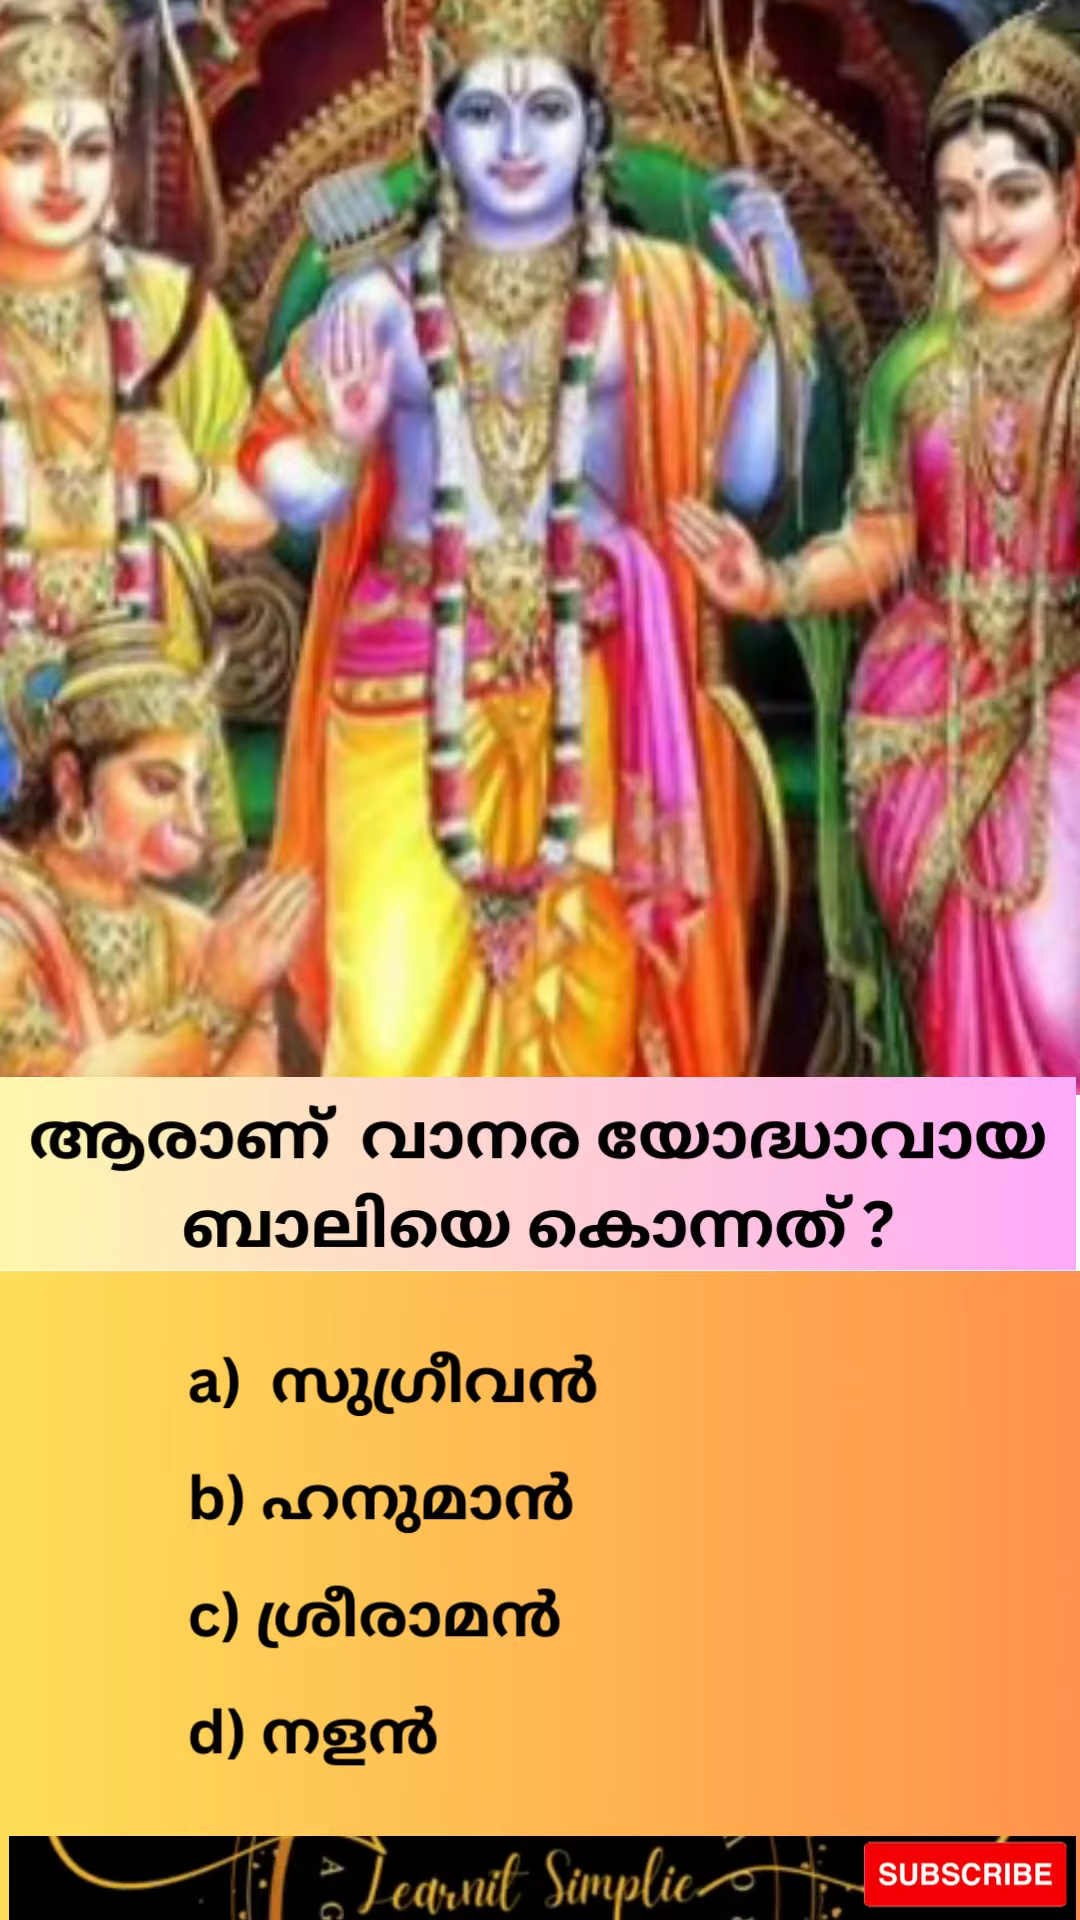 ആരാണ് വാനര യോദ്ധാവായ
ബാലിയെ കൊന്നത് ?
a) സുഗ്രീവൻ
b) ഹനുമാൻ
c) ശ്രീരാമൻ
d) നളൻ
Learnit Simplie
SUBSCRIBE